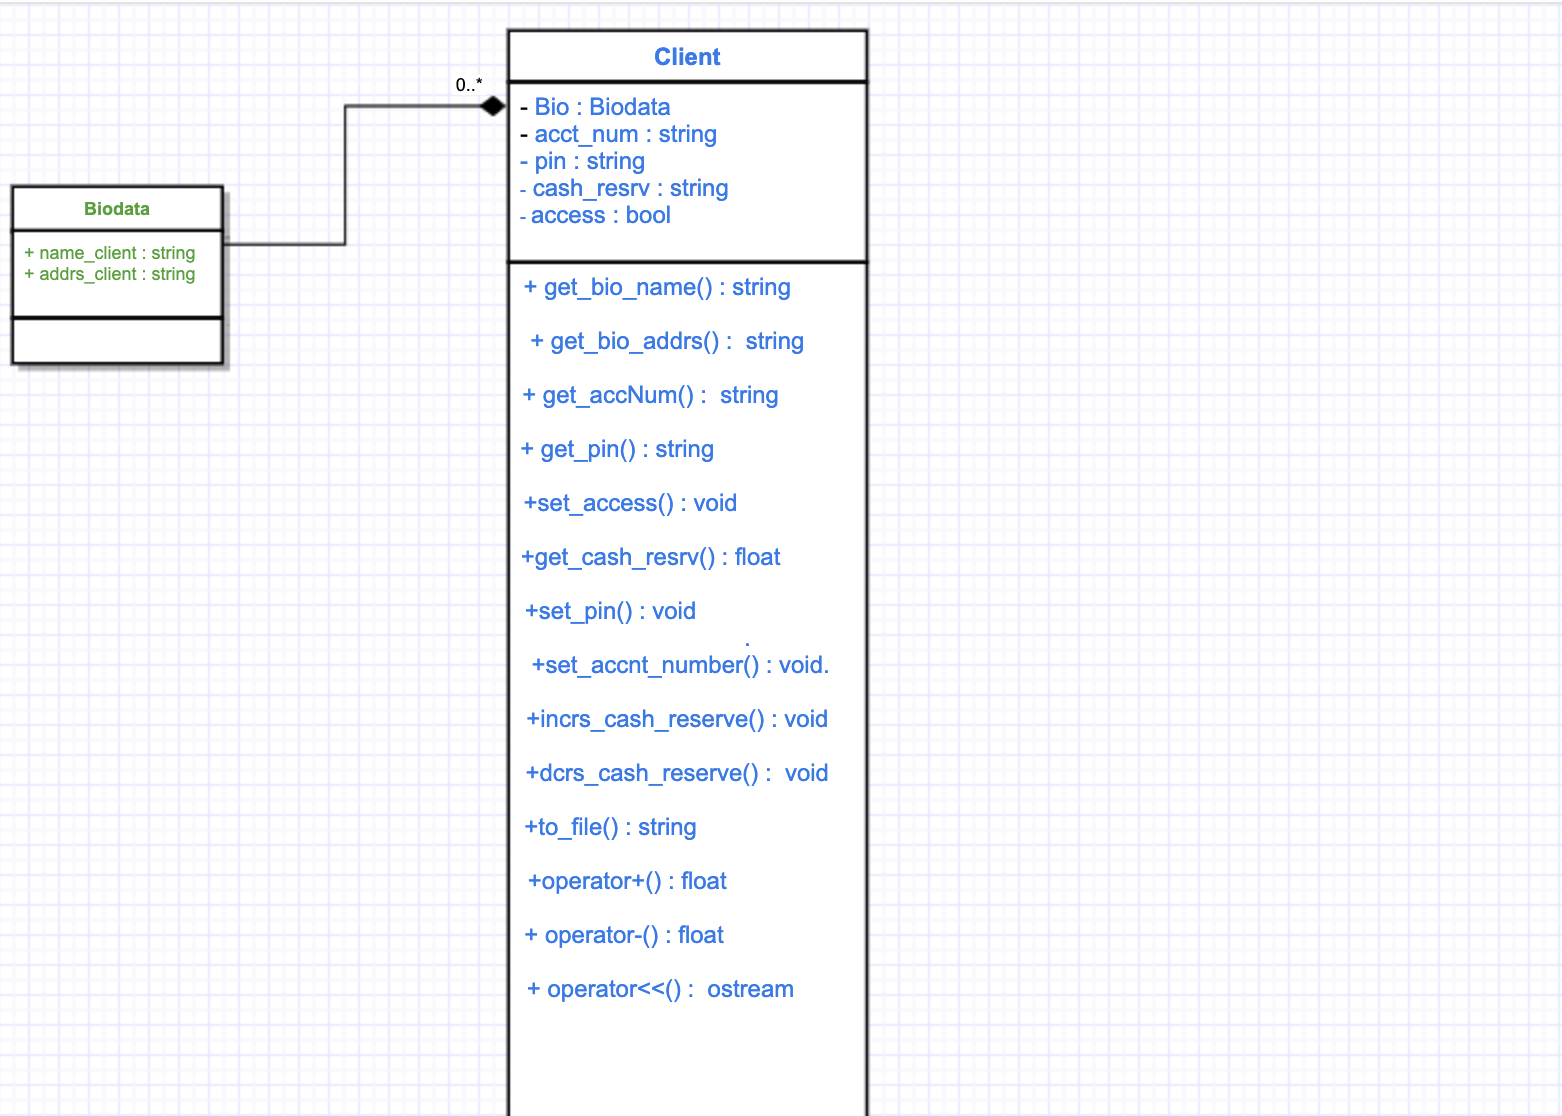 Client
0..*
- Bio : Biodata
- acct_num : string
- pin : string
- cash_resrv : string
- access : bool
Biodata
+ name_client : string
+ addrs_client : string
+ get_bio_name() : string
+ get_bio_addrs() :  string
+ get_accNum() :  string
+ get_pin() : string
+set_access() : void
+get_cash_resrv() : float
+set_pin() : void
.
+set_accnt_number() : void.
+incrs_cash_reserve() : void
+dcrs_cash_reserve() :  void
+to_file() : string
+operator+() : float
+ operator-() : float
+ operator<<() :  ostream